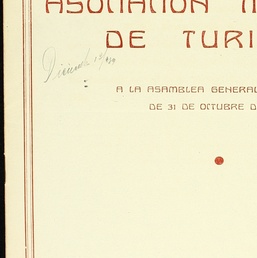 ASOCIACION
DE TURI
A LA ASAMBLEA GENERAL
DE 31 DE OCTUBRE D